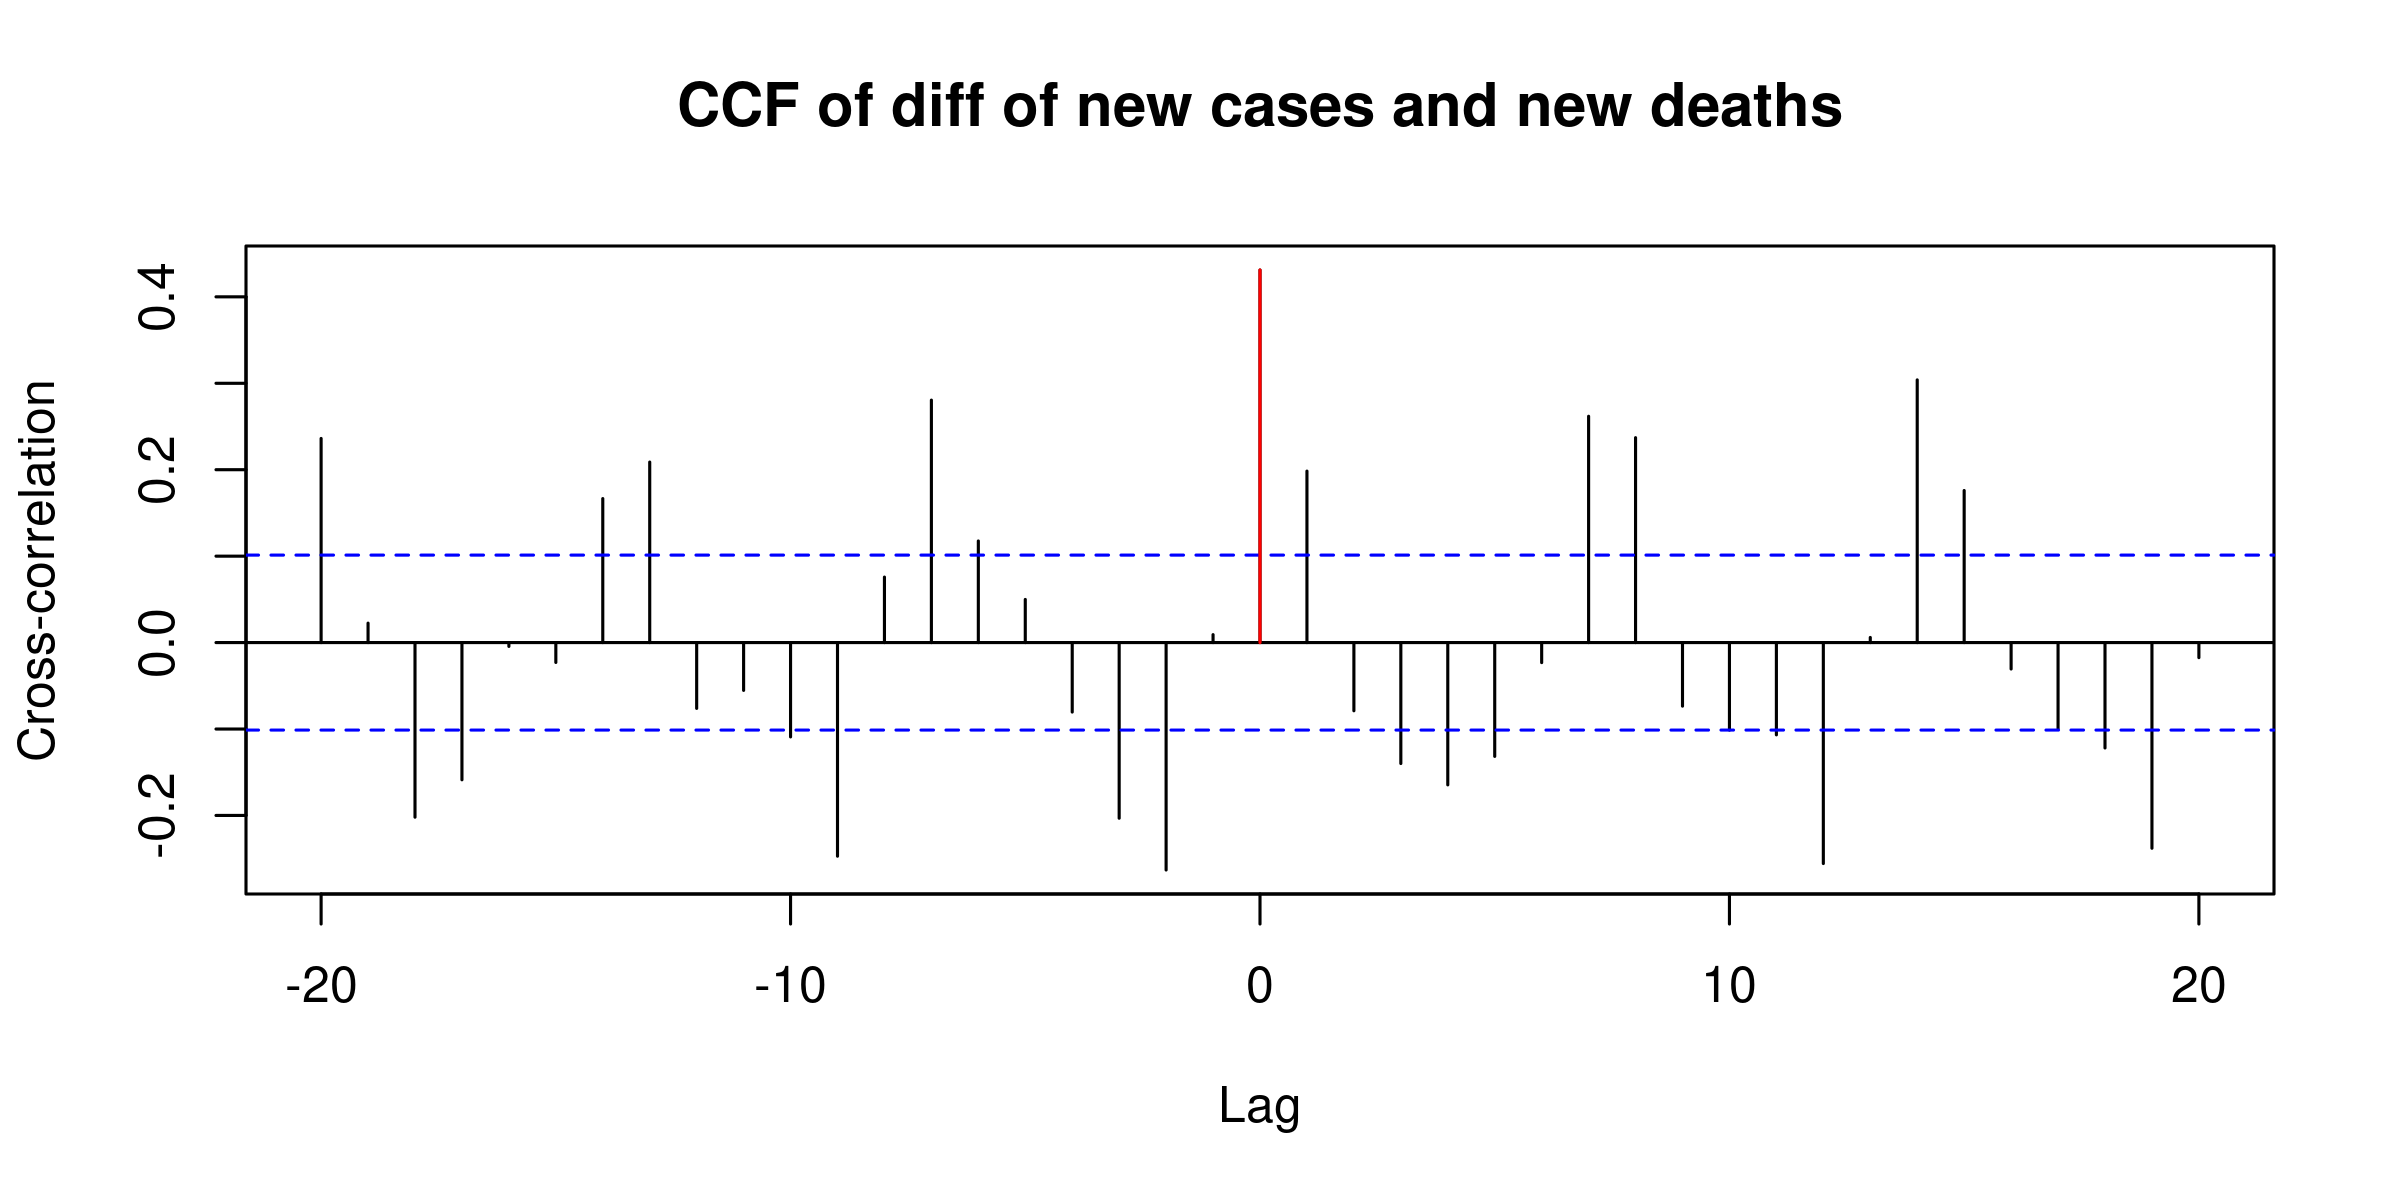 CCF of diff of new cases and new deaths
Cross-correlation
0.4
0.2
0.0
-0.2
-20 -10 0 10 20
Lag